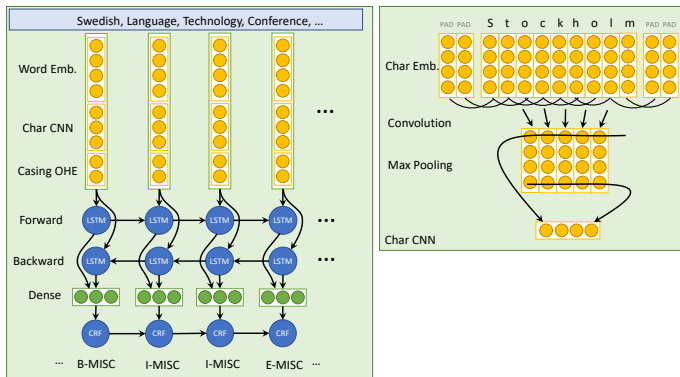 Swedish, Language, Technology, Conference, ...
Word Emb.
Char CNN
...
Casing OHE
Forward
LSTM LSTM LSTM LSTM ...
Backward
LSTM LSTM LSTM LSTM ...
Dense
CRF CRF CRF CRF
... B-MISC I-MISC I-MISC E-MISC ...
PAD PAD S t o c k h o l m PAD PAD
Char Emb.
Convolution
Max Pooling
Char CNN